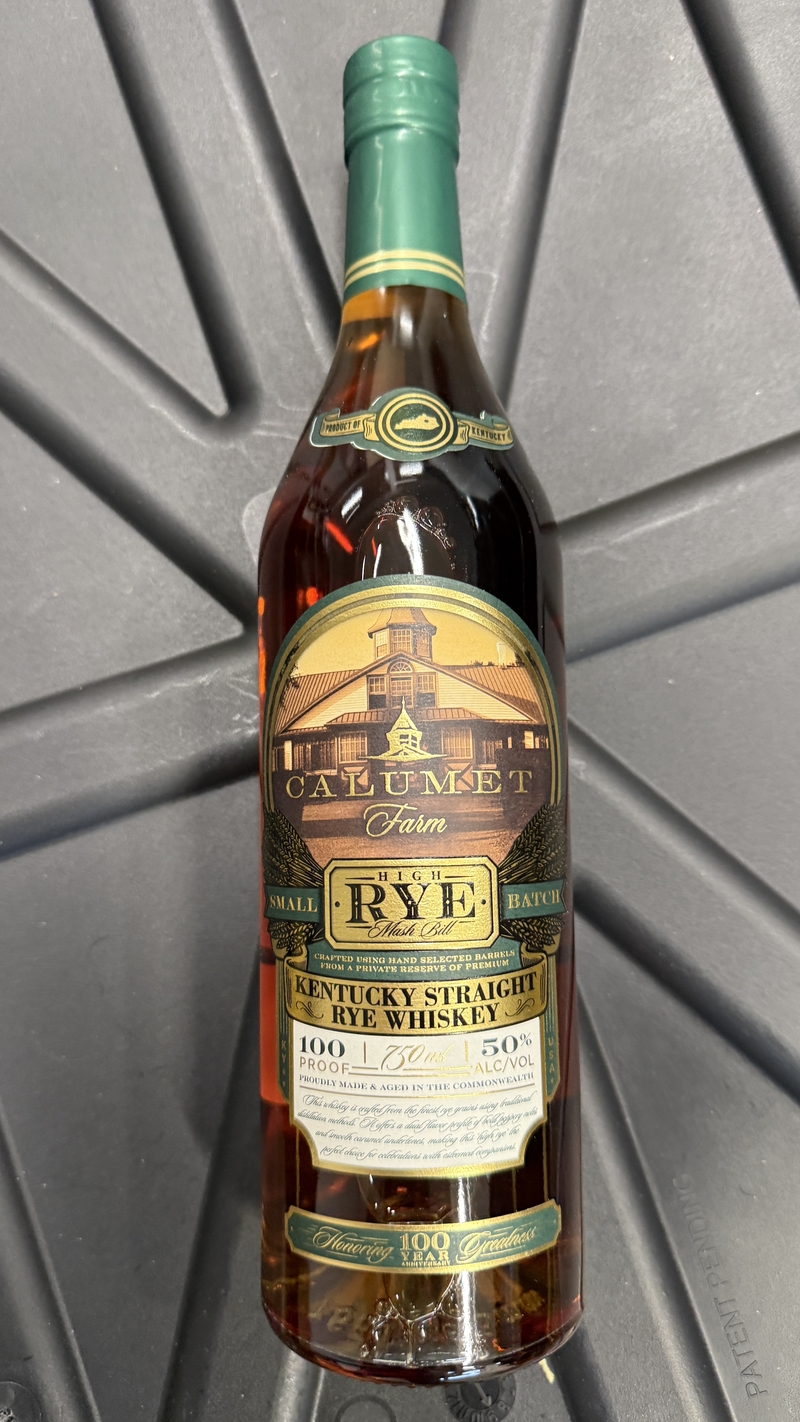 PRODUCT OF KENTUCKY
CALUMET
Farm
HIGH
SMALL RYE BATCH
Mash Bill
CRAFTED USING HAND SELECTED BARRELS
FROM A PRIVATE RESERVE OF PREMIUM
KENTUCKY STRAIGHT
RYE WHISKEY
KY USA
100 750 ml 50%
PROOF ALC/VOL
PROUDLY MADE & AGED IN THE COMMONWEALTH
This whiskey is crafted from the finest rye grains using traditional
distillation methods. It offers a dual flavor profile of bold peppery notes
and smooth caramel undertones, making this high rye the
perfect choice for celebrations with esteemed companions.
Honoring 100 Greatness
YEAR
ANNIVERSARY
PATENT PENDING